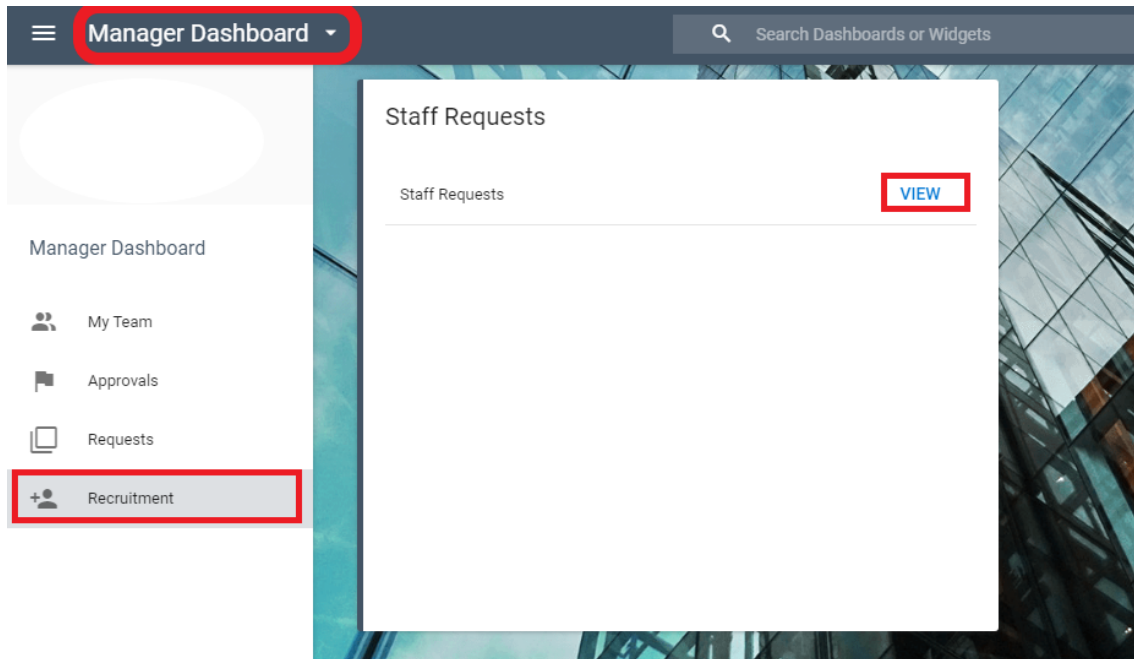 Manager Dashboard
Search Dashboards or Widgets
Manager Dashboard
My Team
Approvals
Requests
Recruitment
Staff Requests
Staff Requests VIEW